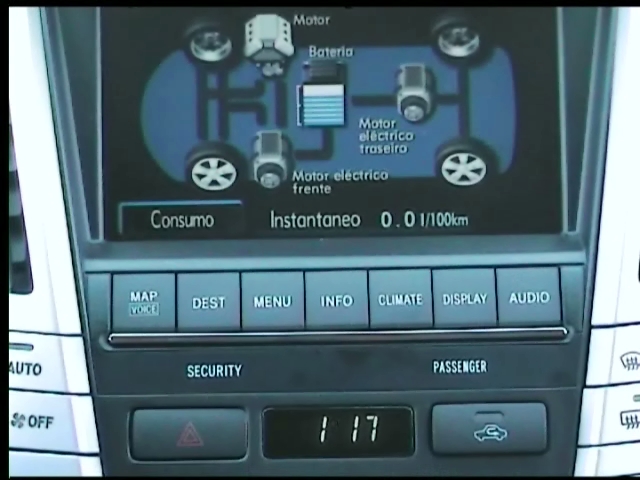 Motor
Bateria
Motor
eléctrico
traseiro
Motor eléctrico
frente
Consumo Instantaneo 0.0 l/100km
MAP
VOICE
DEST
MENU
INFO
CLIMATE
DISPLAY
AUDIO
AUTO
SECURITY
PASSENGER
OFF
1 17